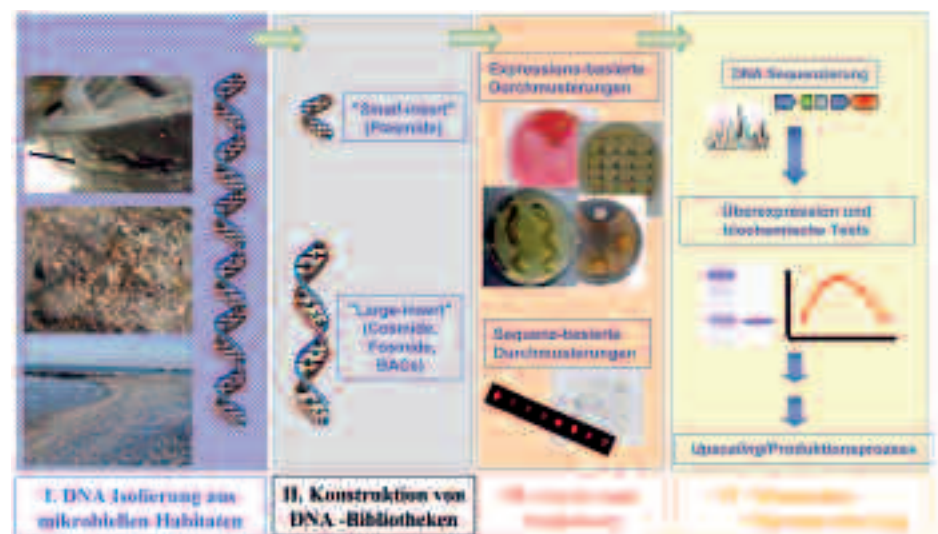 "Small-insert"
(Plasmide)
"Large-insert"
(Cosmide,
Fosmide,
BACs)
Expressions-basierte
Durchmusterungen
Sequenz-basierte
Durchmusterungen
DNA-Sequenzierung
Überexpression und
biochemische Tests
Upscaling/Produktionsprozess
I. DNA Isolierung aus
mikrobiellen Habitaten
II. Konstruktion von
DNA -Bibliotheken